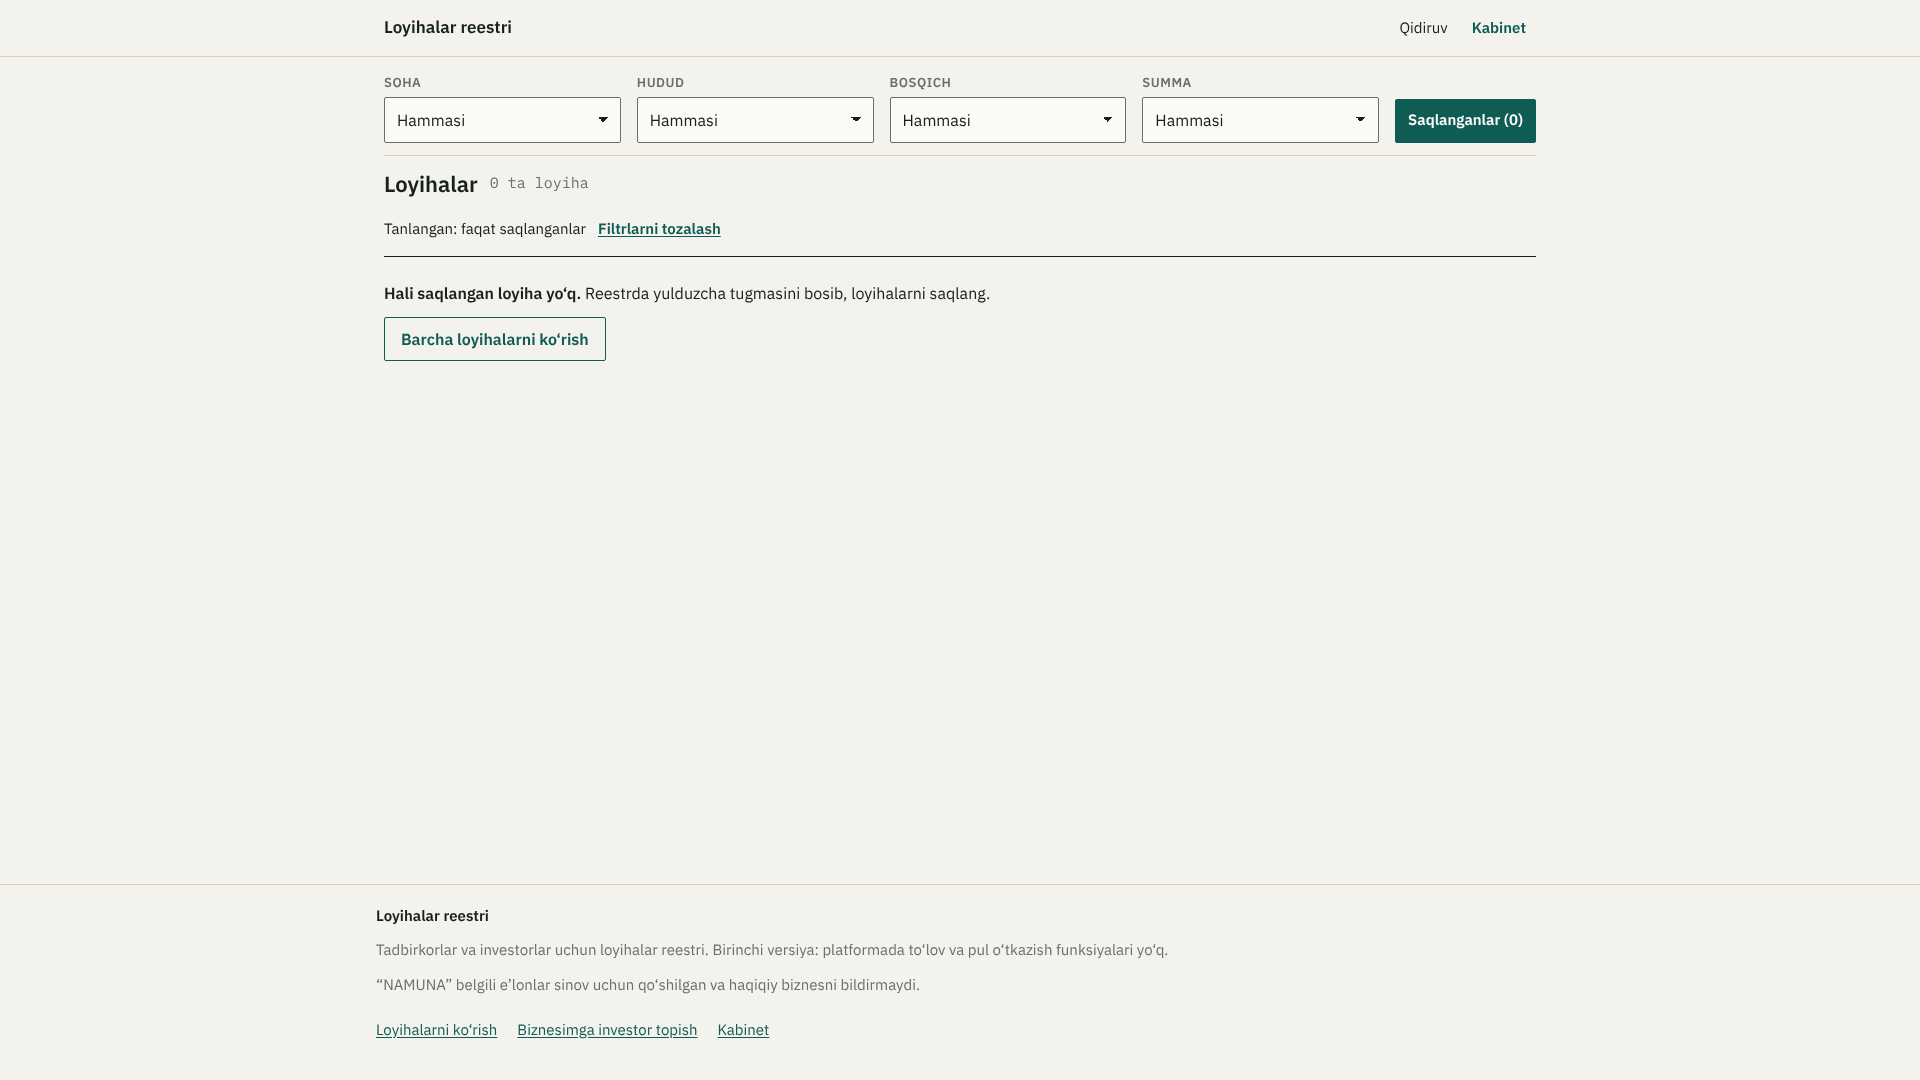 Loyihalar reestri
Qidiruv
Kabinet
SOHA
HUDUD
BOSQICH
SUMMA
Hammasi
Hammasi
Hammasi
Hammasi
Saqlanganlar (0)
Loyihalar 0 ta loyiha
Tanlangan: faqat saqlanganlar Filtrlarni tozalash
Hali saqlangan loyiha yo‘q. Reestrda yulduzcha tugmasini bosib, loyihalarni saqlang.
Barcha loyihalarni ko‘rish
Loyihalar reestri
Tadbirkorlar va investorlar uchun loyihalar reestri. Birinchi versiya: platformada to‘lov va pul o‘tkazish funksiyalari yo‘q.
“NAMUNA” belgili e’lonlar sinov uchun qo‘shilgan va haqiqiy biznesni bildirmaydi.
Loyihalarni ko‘rish Biznesimga investor topish Kabinet